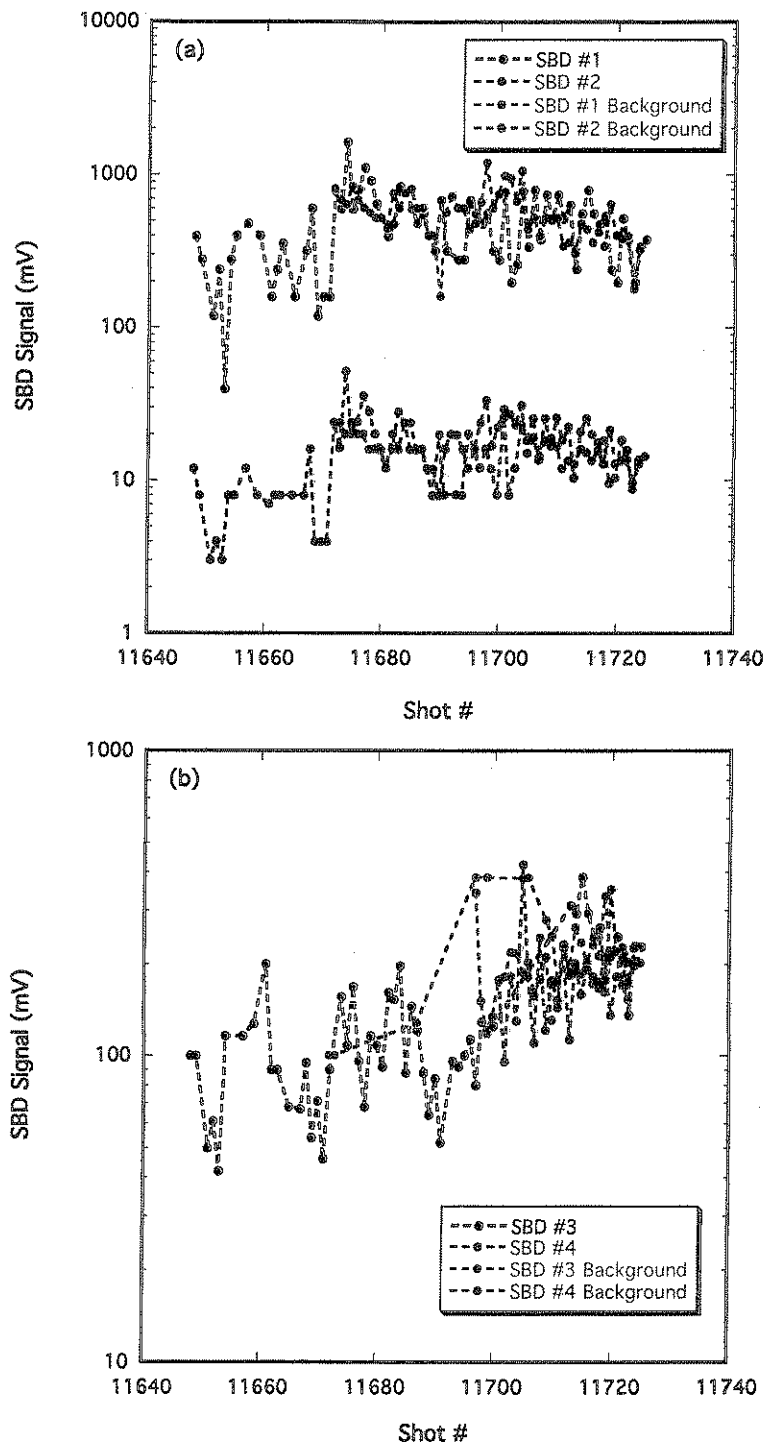 10000
(a)
SBD #1
SBD #2
SBD #1 Background
SBD #2 Background
1000
100
10
1
SBD Signal (mV)
11640
11660
11680
11700
11720
11740
Shot #
1000
(b)
100
10
SBD Signal (mV)
SBD #3
SBD #4
SBD #3 Background
SBD #4 Background
11640
11660
11680
11700
11720
11740
Shot #